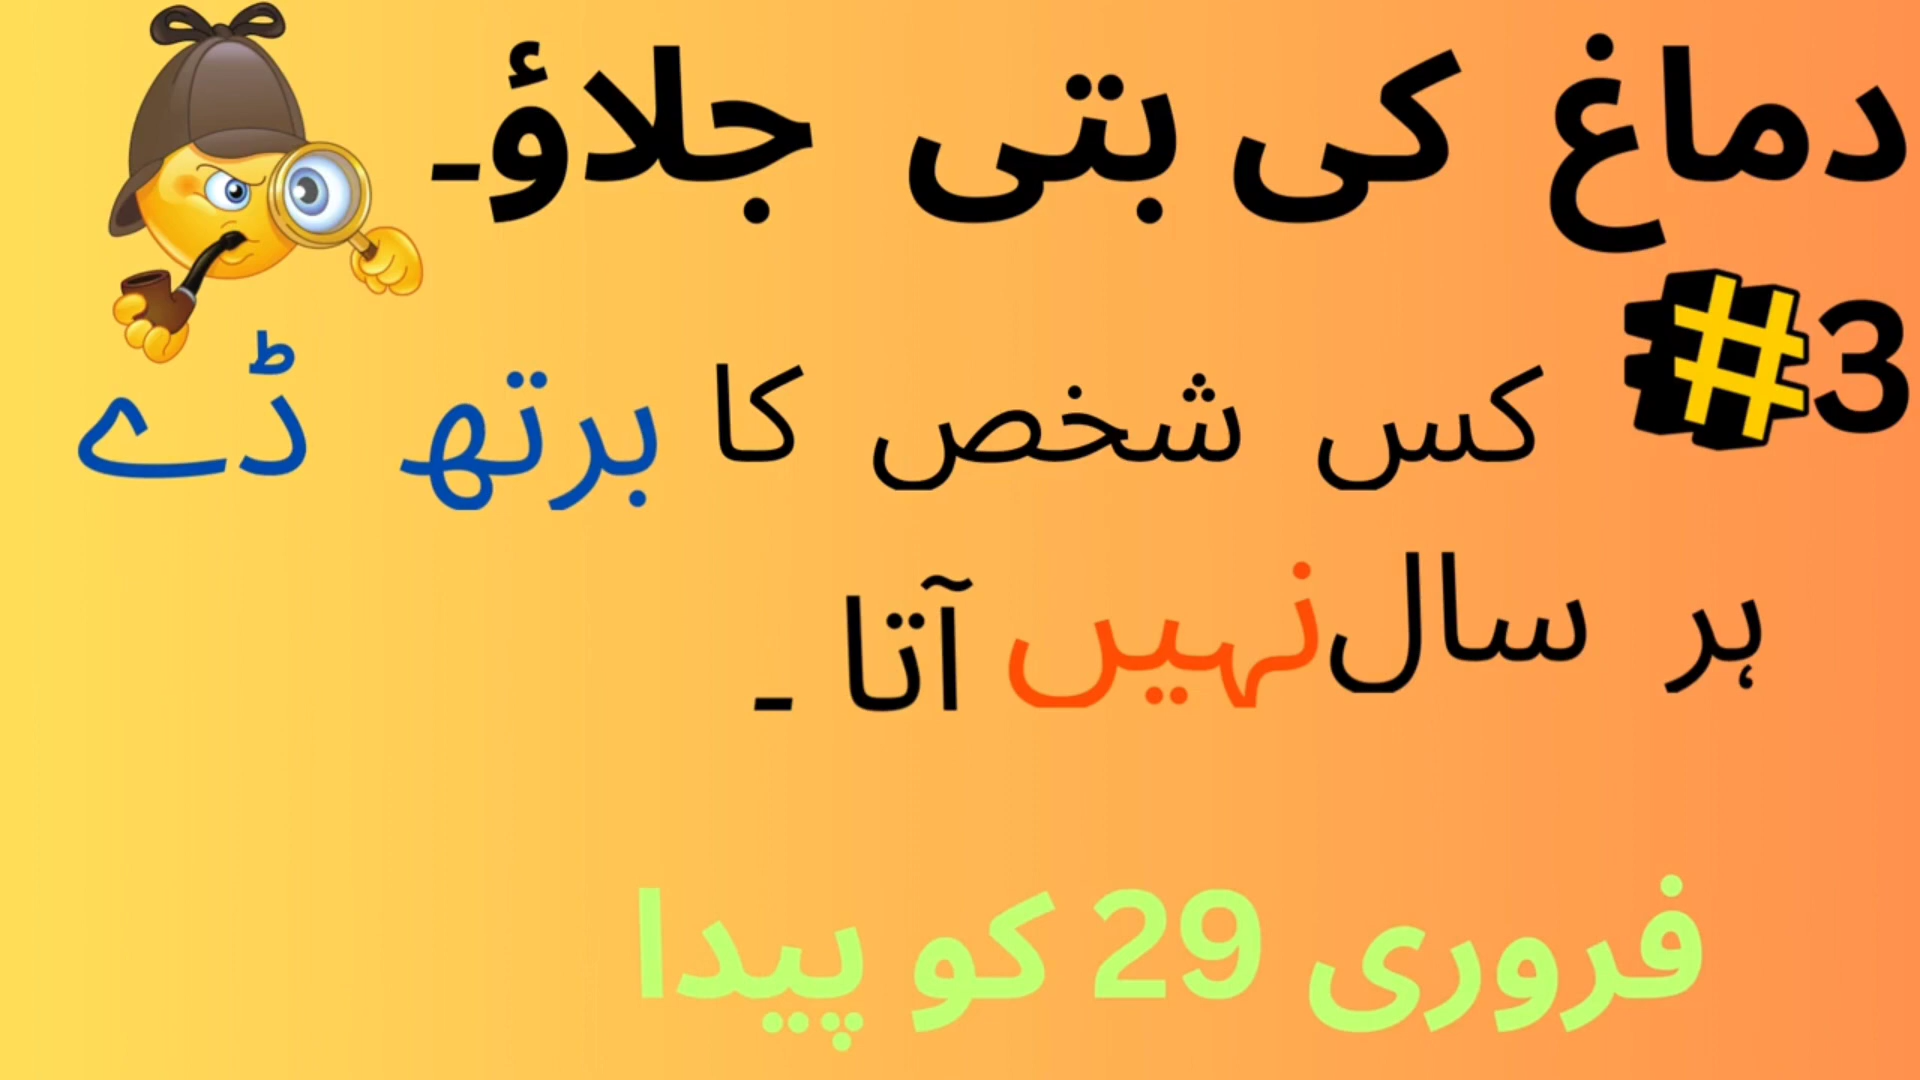 دماغ کی بتی جلاؤ۔
#3
کس شخص کا برتھ ڈے
ہر سال نہیں آتا ۔
فروری 29 کو پیدا